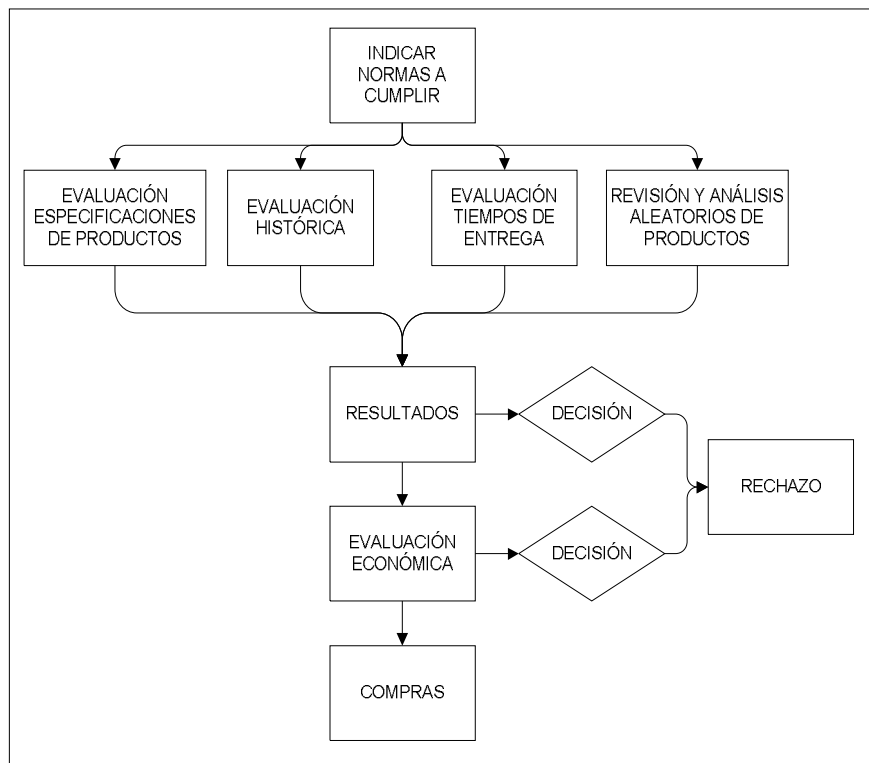 INDICAR
NORMAS A
CUMPLIR
EVALUACIÓN
ESPECIFICACIONES
DE PRODUCTOS
EVALUACIÓN
HISTÓRICA
EVALUACIÓN
TIEMPOS DE
ENTREGA
REVISIÓN Y ANÁLISIS
ALEATORIOS DE
PRODUCTOS
RESULTADOS
DECISIÓN
RECHAZO
EVALUACIÓN
ECONÓMICA
DECISIÓN
COMPRAS